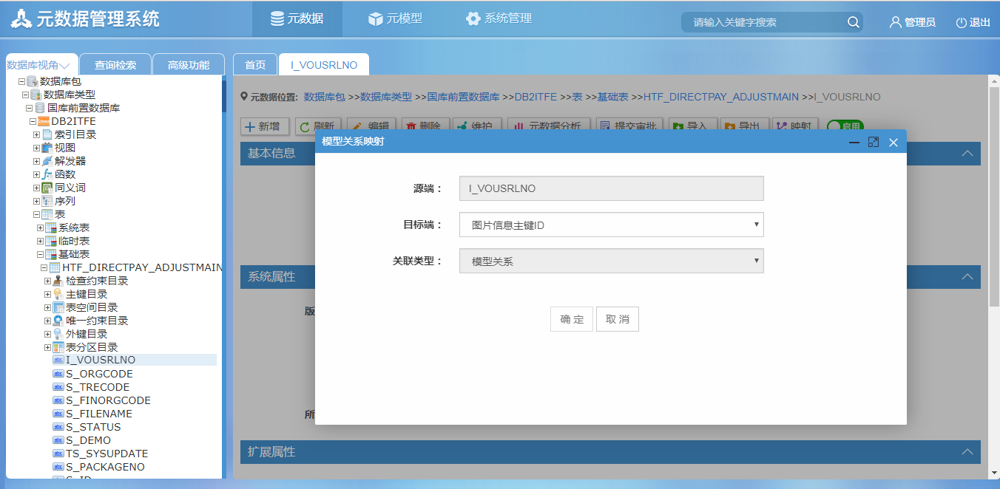 元数据管理系统
元数据
元模型
系统管理
请输入关键字搜索
管理员
退出
数据库视角
查询检索
高级功能
首页
I_VOUSRLNO
数据库包
数据库类型
国库前置数据库
DB2ITFE
索引目录
视图
解发器
函数
同义词
序列
表
系统表
临时表
基础表
HTF_DIRECTPAY_ADJUSTMAIN
检查约束目录
主键目录
表空间目录
唯一约束目录
外键目录
表分区目录
I_VOUSRLNO
S_ORGCODE
S_TRECODE
S_FINORGCODE
S_FILENAME
S_STATUS
S_DEMO
TS_SYSUPDATE
S_PACKAGENO
元数据位置: 数据库包 >>数据库类型 >>国库前置数据库 >>DB2ITFE >>表 >>基础表 >>HTF_DIRECTPAY_ADJUSTMAIN >>I_VOUSRLNO
新增 刷新 编辑 删除 维护 元数据分析 提交审批 导入 导出 映射 启用
基本信息
模型关系映射
源端： I_VOUSRLNO
目标端： 图片信息主键ID
关联类型： 模型关系
确 定 取 消
系统属性
版
所
扩展属性